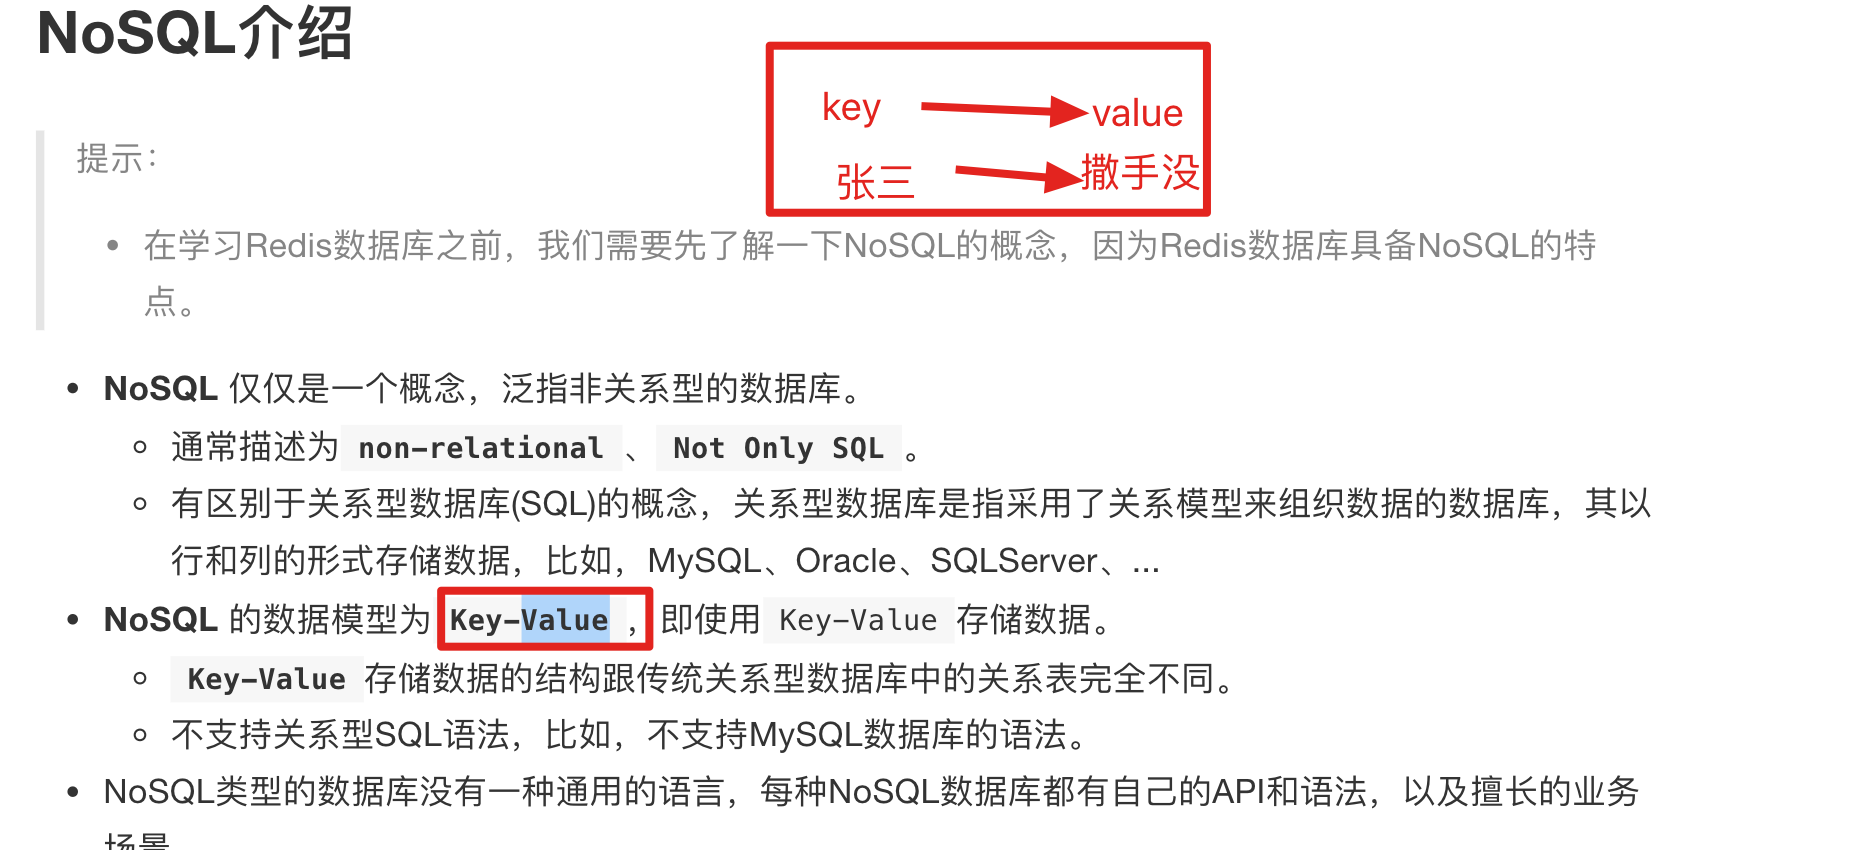 NoSQL介绍
key value
张三 撒手没
提示：
在学习Redis数据库之前，我们需要先了解一下NoSQL的概念，因为Redis数据库具备NoSQL的特
点。
NoSQL 仅仅是一个概念，泛指非关系型的数据库。
通常描述为 non-relational 、 Not Only SQL 。
有区别于关系型数据库(SQL)的概念，关系型数据库是指采用了关系模型来组织数据的数据库，其以
行和列的形式存储数据，比如，MySQL、Oracle、SQLServer、...
NoSQL 的数据模型为 Key-Value ，即使用 Key-Value 存储数据。
Key-Value 存储数据的结构跟传统关系型数据库中的关系表完全不同。
不支持关系型SQL语法，比如，不支持MySQL数据库的语法。
NoSQL类型的数据库没有一种通用的语言，每种NoSQL数据库都有自己的API和语法，以及擅长的业务
场景